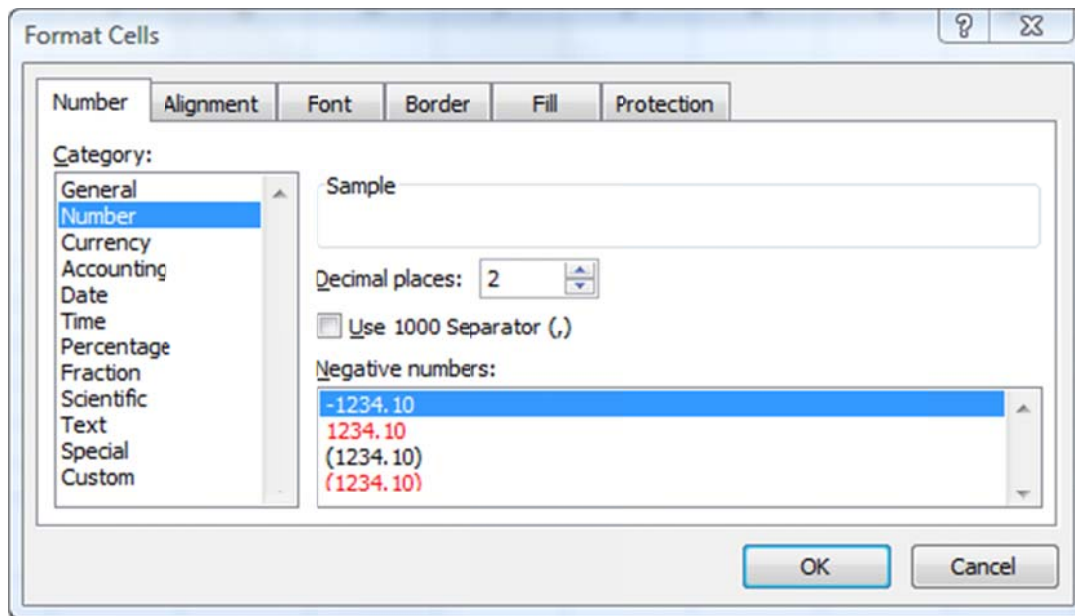 Format Cells
Number Alignment Font Border Fill Protection
Category:
General
Number
Currency
Accounting
Date
Time
Percentage
Fraction
Scientific
Text
Special
Custom
Sample
Decimal places: 2
Use 1000 Separator (,)
Negative numbers:
-1234.10
1234.10
(1234.10)
(1234.10)
OK Cancel